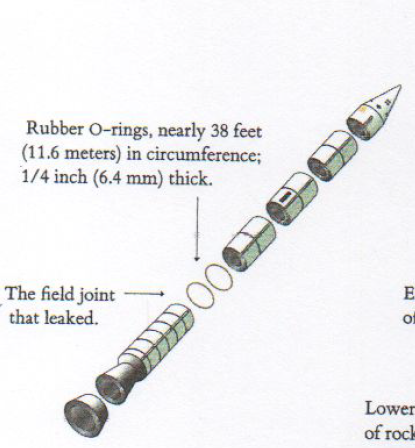 Rubber O-rings, nearly 38 feet
(11.6 meters) in circumference;
1/4 inch (6.4 mm) thick.
The field joint
that leaked.
E
of
Lower
of rock